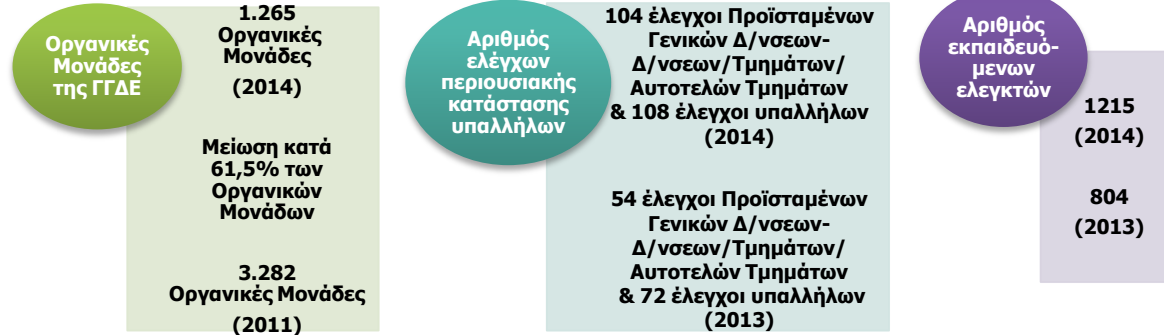 Οργανικές
Μονάδες
της ΓΓΔΕ
1.265
Οργανικές
Μονάδες
(2014)
Μείωση κατά
61,5% των
Οργανικών
Μονάδων
3.282
Οργανικές Μονάδες
(2011)
Αριθμός
ελέγχων
περιουσιακής
κατάστασης
υπαλλήλων
104 έλεγχοι Προϊσταμένων
Γενικών Δ/νσεων-
Δ/νσεων/Τμημάτων/
Αυτοτελών Τμημάτων
& 108 έλεγχοι υπαλλήλων
(2014)
54 έλεγχοι Προϊσταμένων
Γενικών Δ/νσεων-
Δ/νσεων/Τμημάτων/
Αυτοτελών Τμημάτων
& 72 έλεγχοι υπαλλήλων
(2013)
Αριθμός
εκπαιδευό-
μενων
ελεγκτών
1215
(2014)
804
(2013)